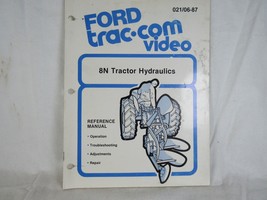 021/06-87
FORD
trac·com
video
8N Tractor Hydraulics
REFERENCE
MANUAL
• Operation
• Troubleshooting
• Adjustments
• Repair